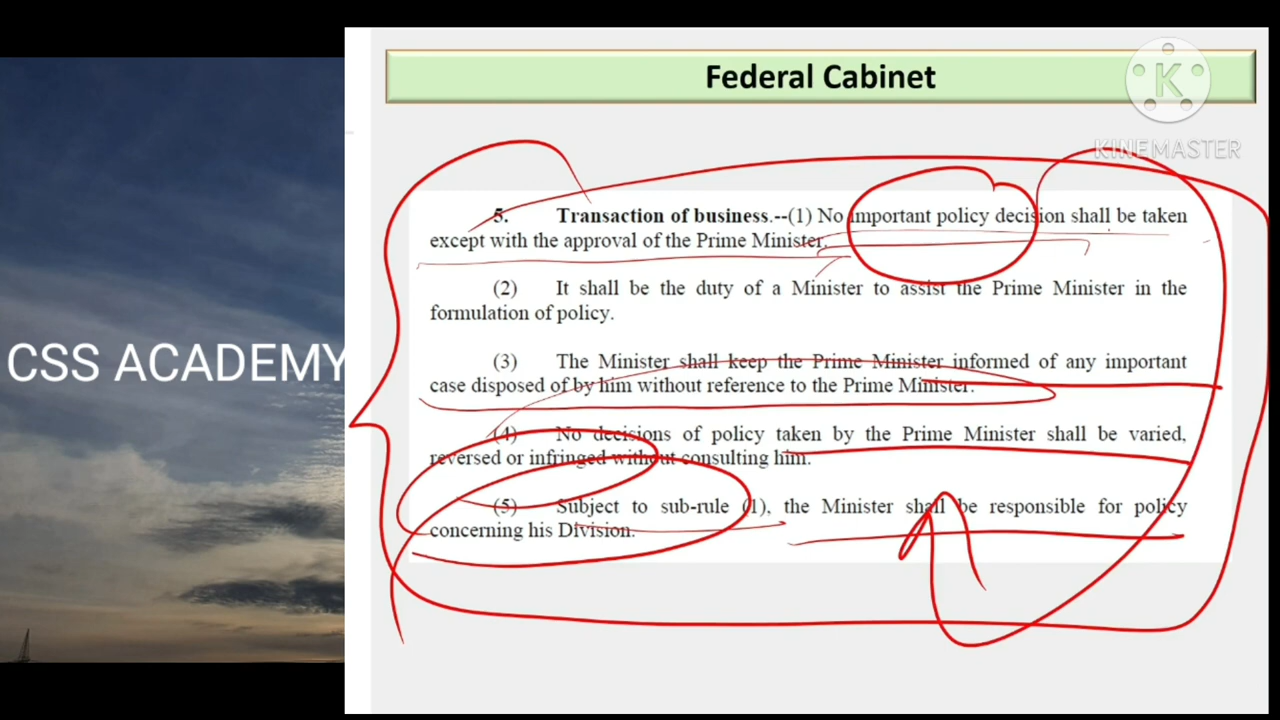 Federal Cabinet
K
KINEMASTER
5. Transaction of business.--(1) No important policy decision shall be taken
except with the approval of the Prime Minister.
(2) It shall be the duty of a Minister to assist the Prime Minister in the
formulation of policy.
(3) The Minister shall keep the Prime Minister informed of any important
case disposed of by him without reference to the Prime Minister.
(4) No decisions of policy taken by the Prime Minister shall be varied,
reversed or infringed without consulting him.
(5) Subject to sub-rule (1), the Minister shall be responsible for policy
concerning his Division.
CSS ACADEMY